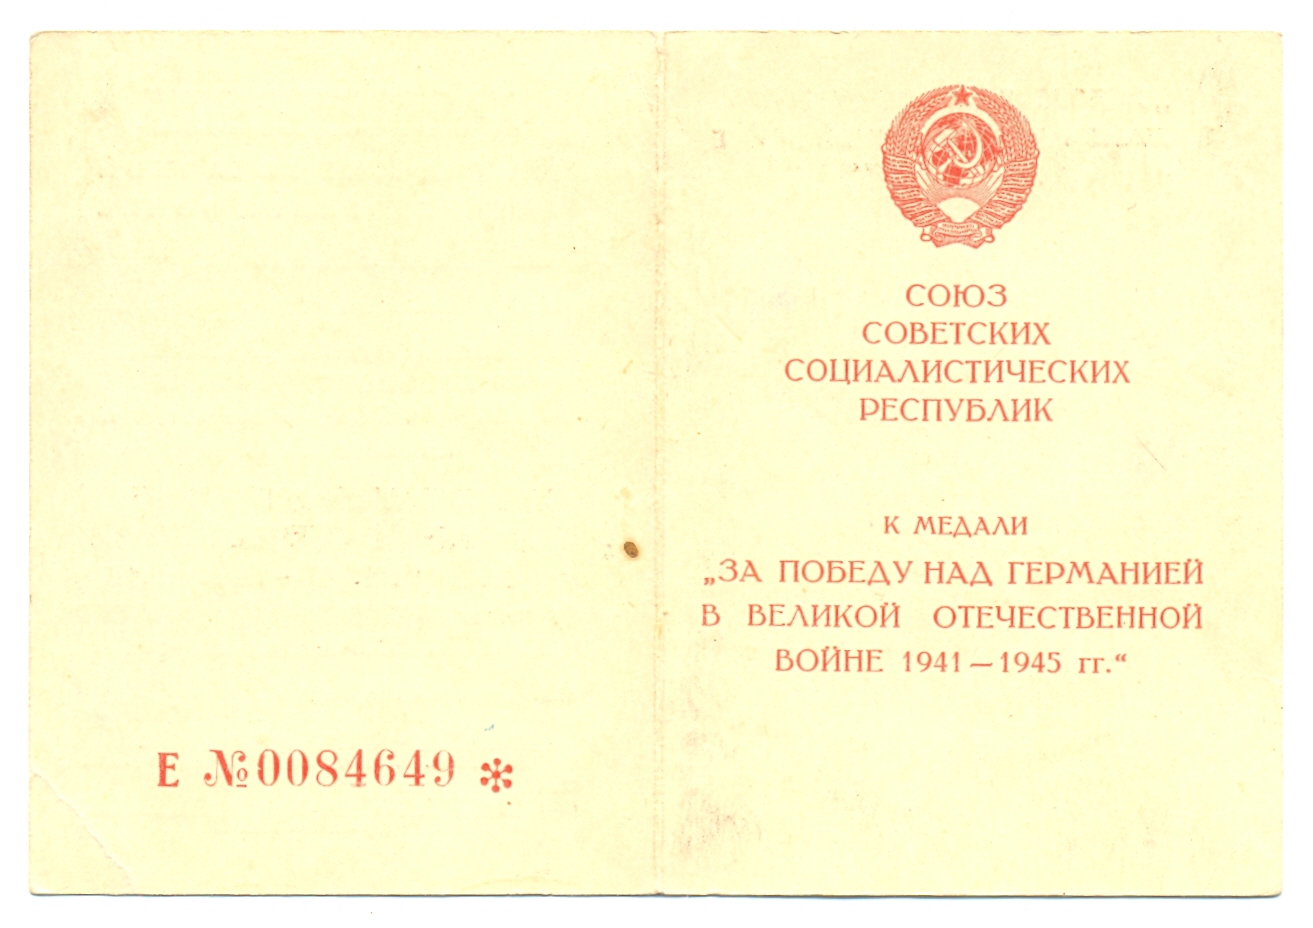 Е №0084649 *
СОЮЗ
СОВЕТСКИХ
СОЦИАЛИСТИЧЕСКИХ
РЕСПУБЛИК
К МЕДАЛИ
„ЗА ПОБЕДУ НАД ГЕРМАНИЕЙ
В ВЕЛИКОЙ ОТЕЧЕСТВЕННОЙ
ВОЙНЕ 1941 — 1945 гг.“